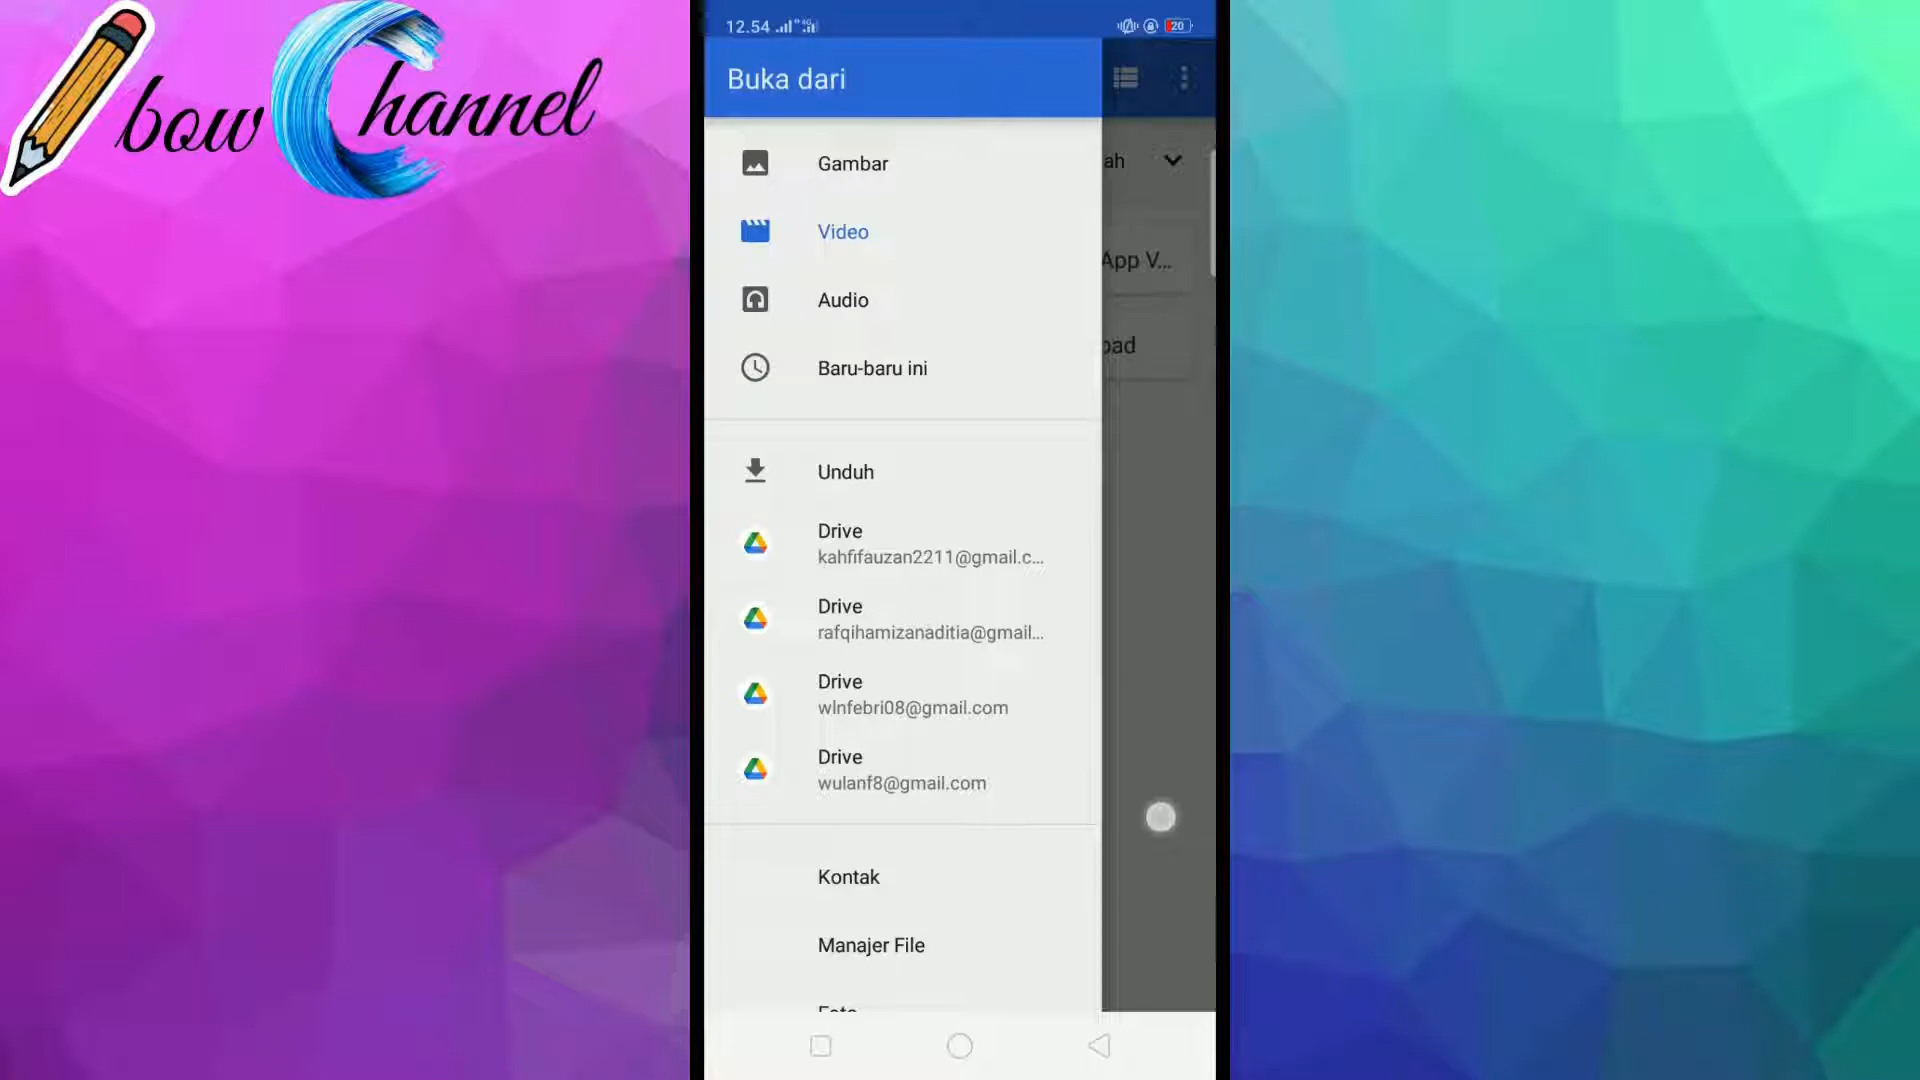 bow Channel
12.54
20
Buka dari
Gambar
ah
Video
App V...
Audio
oad
Baru-baru ini
Unduh
Drive
kahfifauzan2211@gmail.c...
Drive
rafqihamizanaditia@gmail...
Drive
wlnfebri08@gmail.com
Drive
wulanf8@gmail.com
Kontak
Manajer File